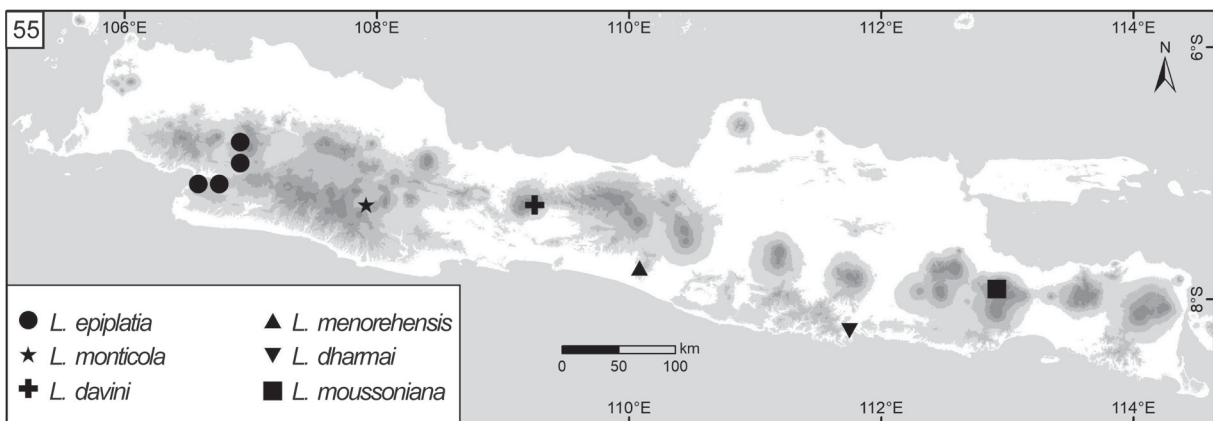 55
106°E 108°E 110°E 112°E 114°E
6°S
N
8°S
L. epiplatia
L. monticola
L. davini
L. menorehensis
L. dharmai
L. moussoniana
km
0 50 100
110°E 112°E 114°E